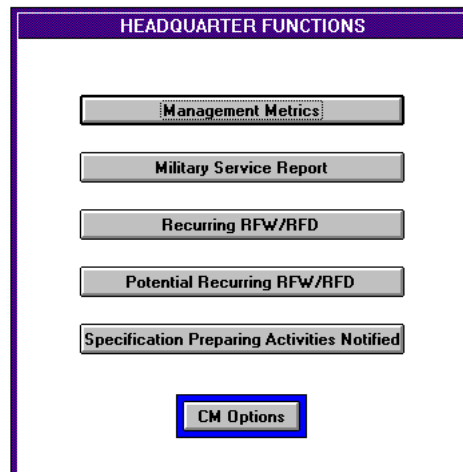 HEADQUARTER FUNCTIONS
Management Metrics
Military Service Report
Recurring RFW/RFD
Potential Recurring RFW/RFD
Specification Preparing Activities Notified
CM Options